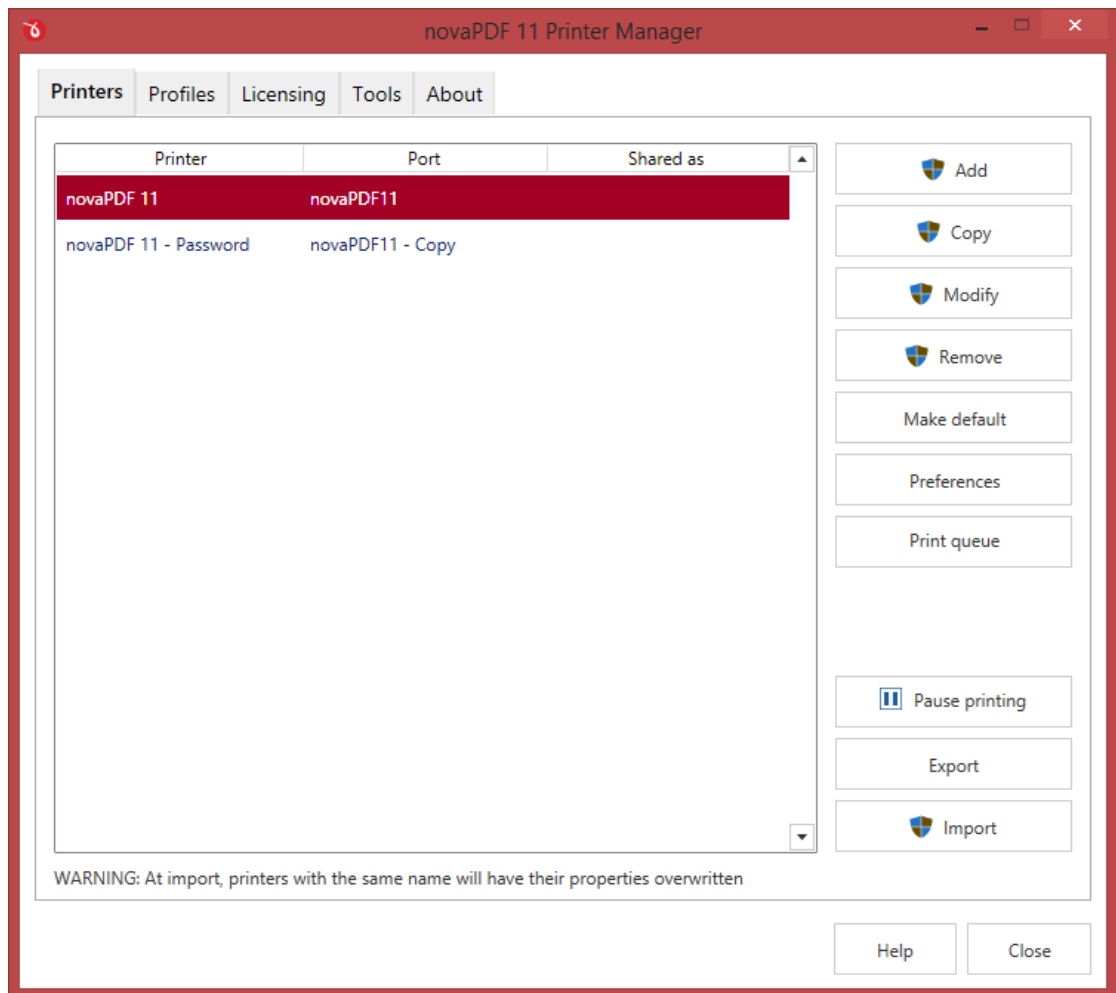 novaPDF 11 Printer Manager
Printers Profiles Licensing Tools About
Printer Port Shared as
novaPDF 11 novaPDF11
novaPDF 11 - Password novaPDF11 - Copy
Add
Copy
Modify
Remove
Make default
Preferences
Print queue
Pause printing
Export
Import
WARNING: At import, printers with the same name will have their properties overwritten
Help Close